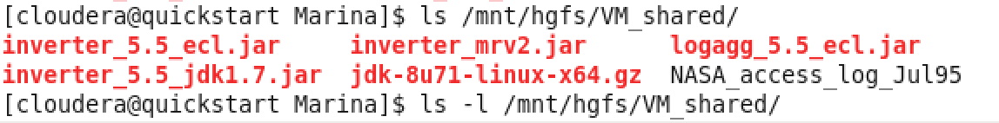 [cloudera@quickstart Marina]$ ls /mnt/hgfs/VM_shared/
inverter_5.5_ecl.jar inverter_mrv2.jar logagg_5.5_ecl.jar
inverter_5.5_jdk1.7.jar jdk-8u71-linux-x64.gz NASA_access_log_Jul95
[cloudera@quickstart Marina]$ ls -l /mnt/hgfs/VM_shared/